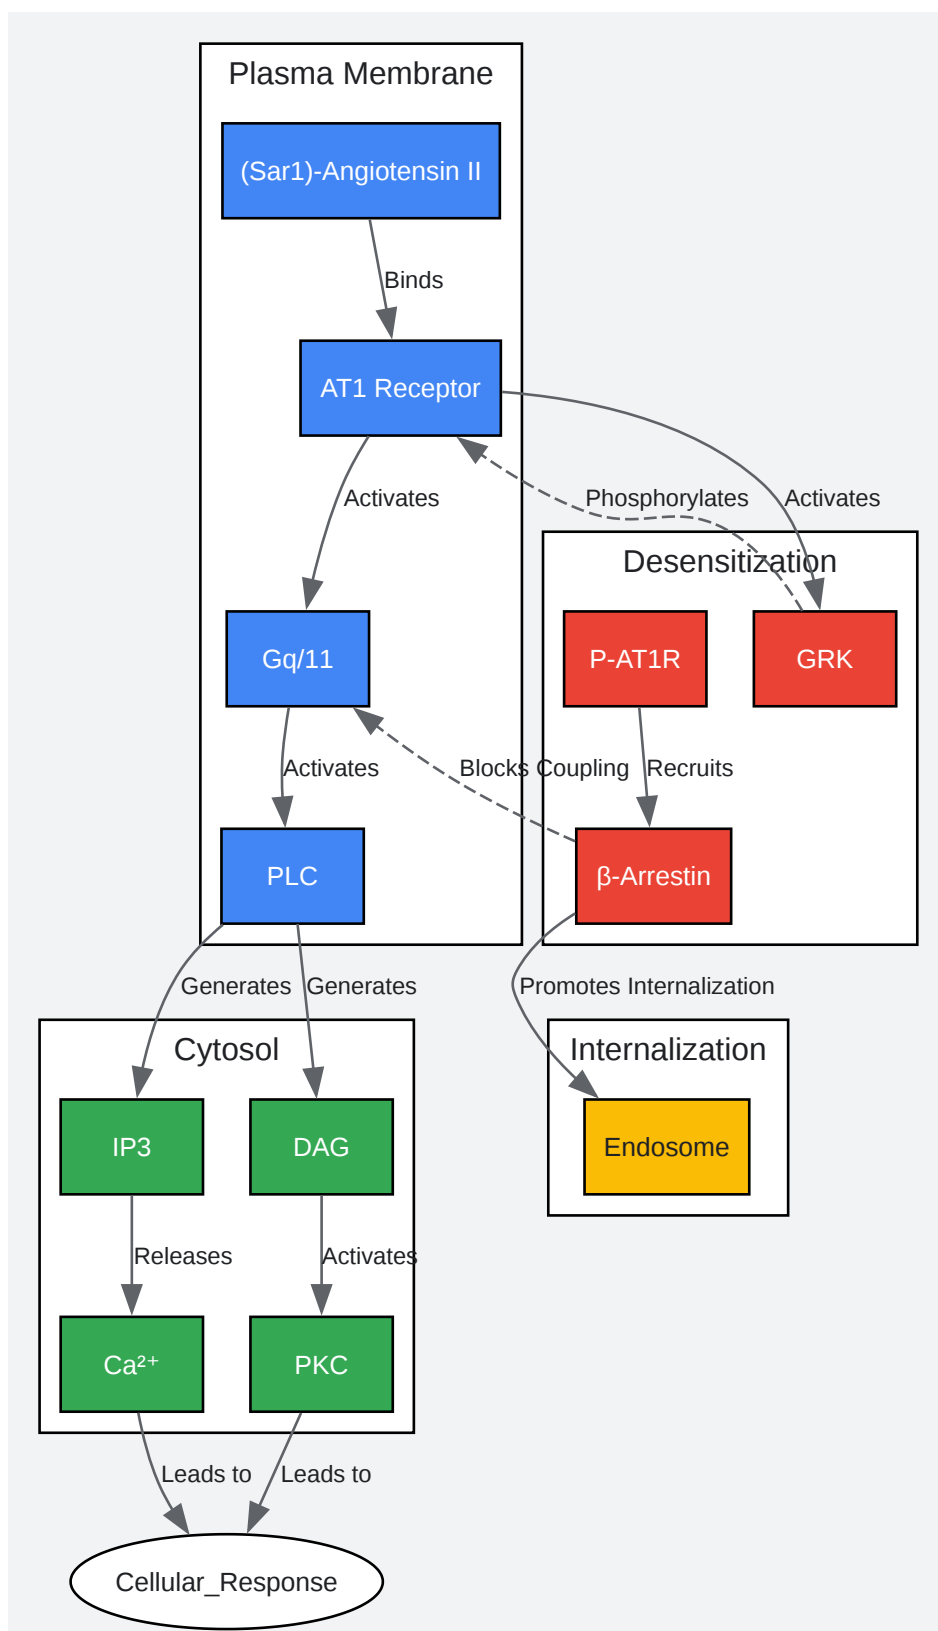 Plasma Membrane
(Sar1)-Angiotensin II
Binds
AT1 Receptor
Activates
Phosphorylates
Activates
Desensitization
Gq/11
P-AT1R
GRK
Activates
Blocks Coupling
Recruits
PLC
β-Arrestin
Generates
Generates
Promotes Internalization
Cytosol
Internalization
IP3
DAG
Endosome
Releases
Activates
Ca²⁺
PKC
Leads to
Leads to
Cellular_Response